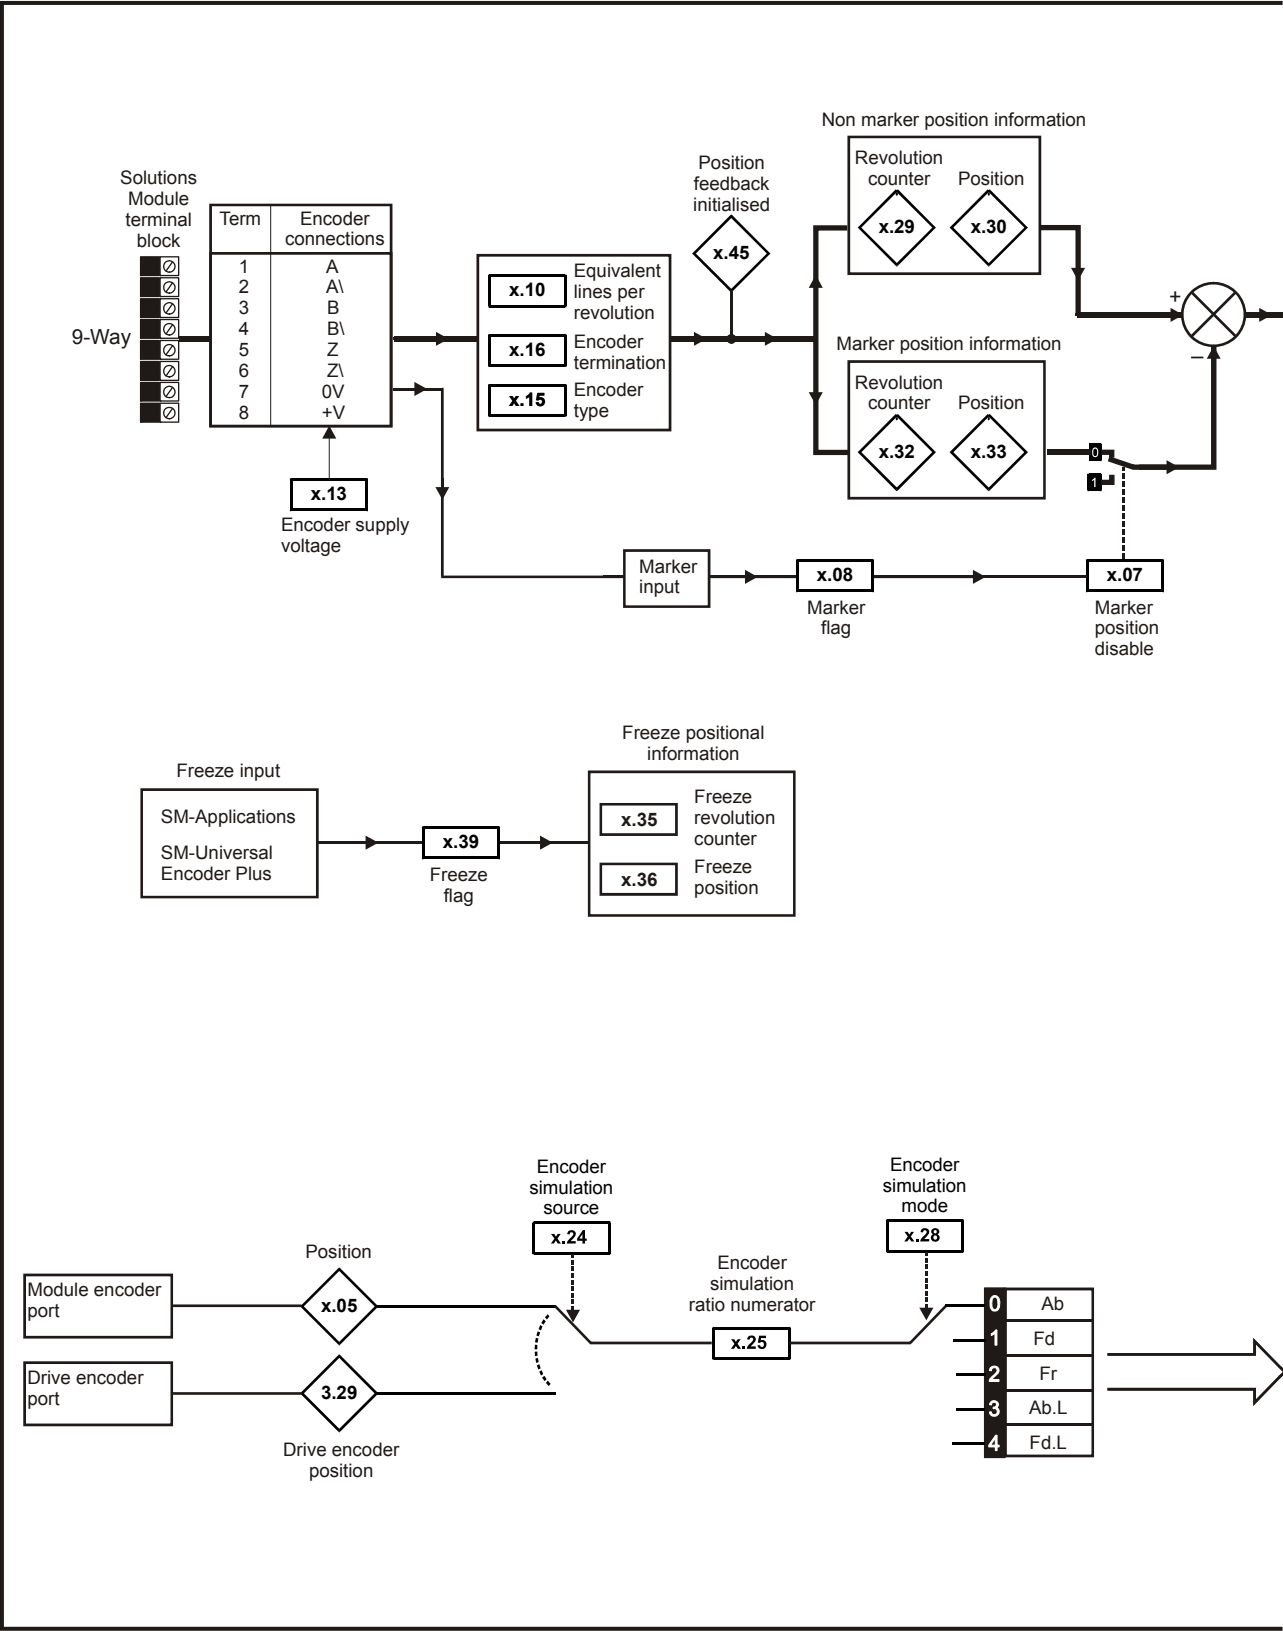 Non marker position information
Revolution
counter
Position
x.29
x.30
Position
feedback
initialised
x.45
Solutions
Module
terminal
block
9-Way
Term
Encoder
connections
1 A
2 A\
3 B
4 B\
5 Z
6 Z\
7 0V
8 +V
x.10
Equivalent
lines per
revolution
x.16
Encoder
termination
x.15
Encoder
type
+
–
Marker position information
Revolution
counter
Position
x.32
x.33
0
1
x.13
Encoder supply
voltage
Marker
input
x.08
Marker
flag
x.07
Marker
position
disable
Freeze input
SM-Applications
SM-Universal
Encoder Plus
x.39
Freeze
flag
Freeze positional
information
x.35
Freeze
revolution
counter
x.36
Freeze
position
Encoder
simulation
source
x.24
Encoder
simulation
mode
x.28
Position
Module encoder
port
x.05
Encoder
simulation
ratio numerator
x.25
Drive encoder
port
3.29
Drive encoder
position
0 Ab
1 Fd
2 Fr
3 Ab.L
4 Fd.L